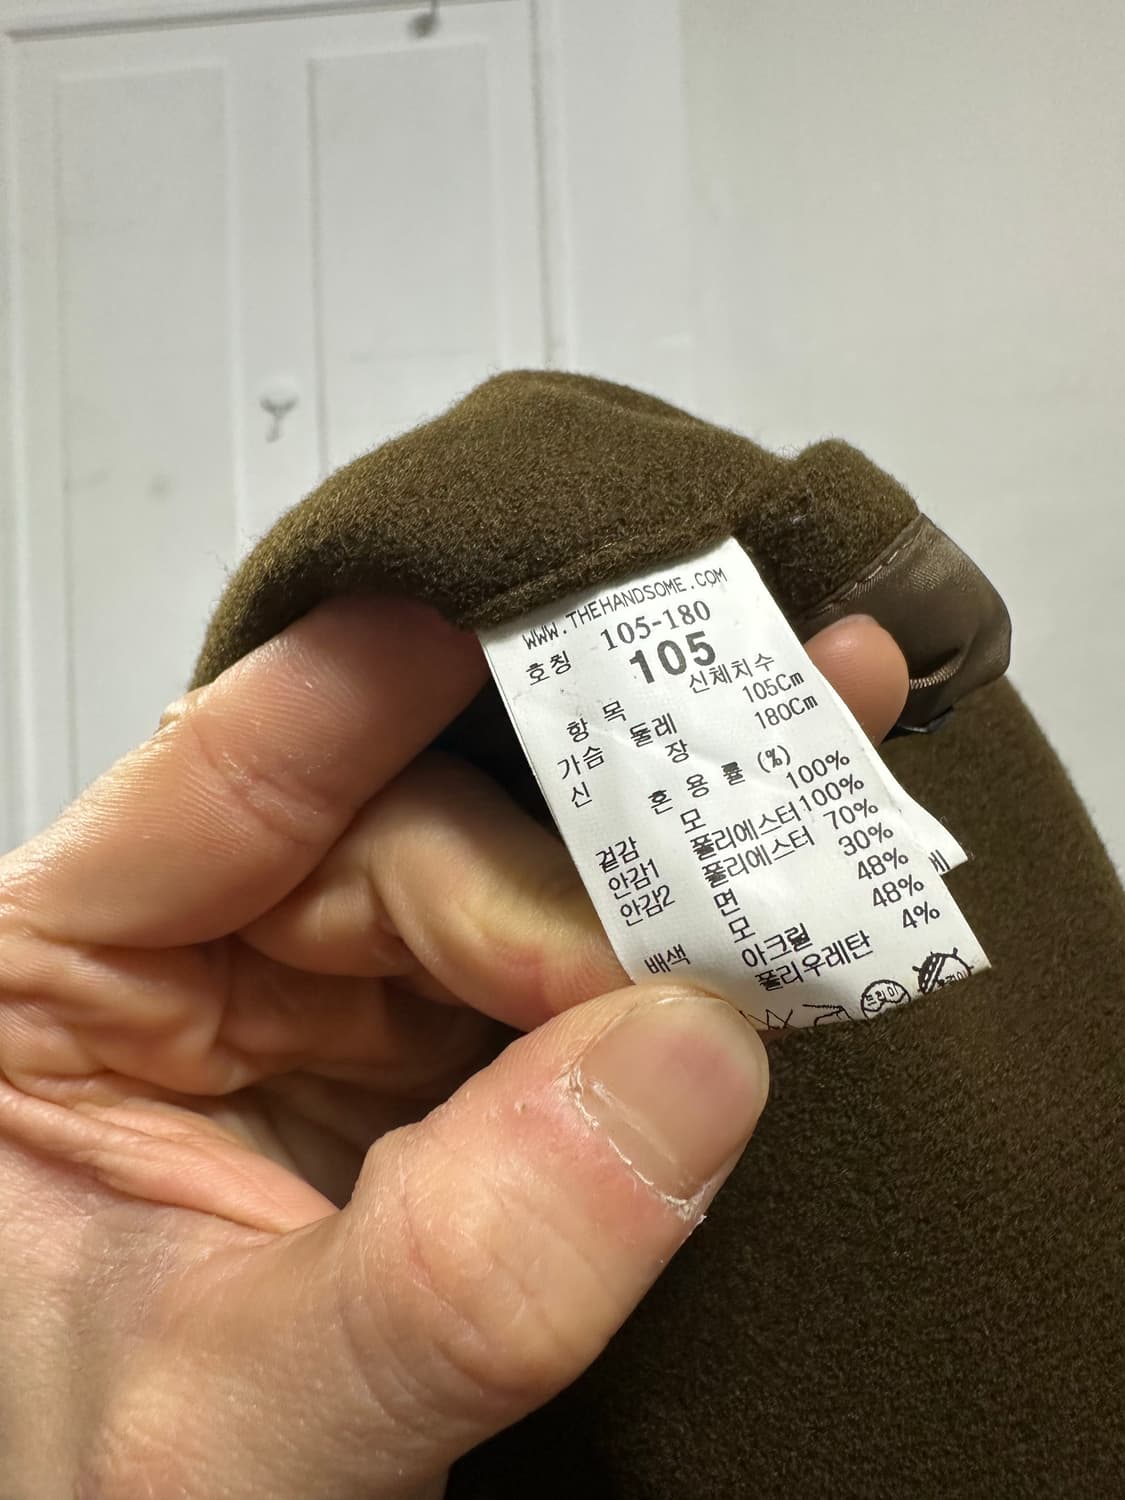 WWW.THEHANDSOME.COM
호칭 105-180
105
신체치수
항 목
가슴 둘레 105Cm
신 장 180Cm
혼 용 률 (%)
겉감 모 100%
안감1 폴리에스터 100%
안감2 폴리에스터 70%
면 30%
배색 모 48%
아크릴 48%
폴리우레탄 4%
드라이